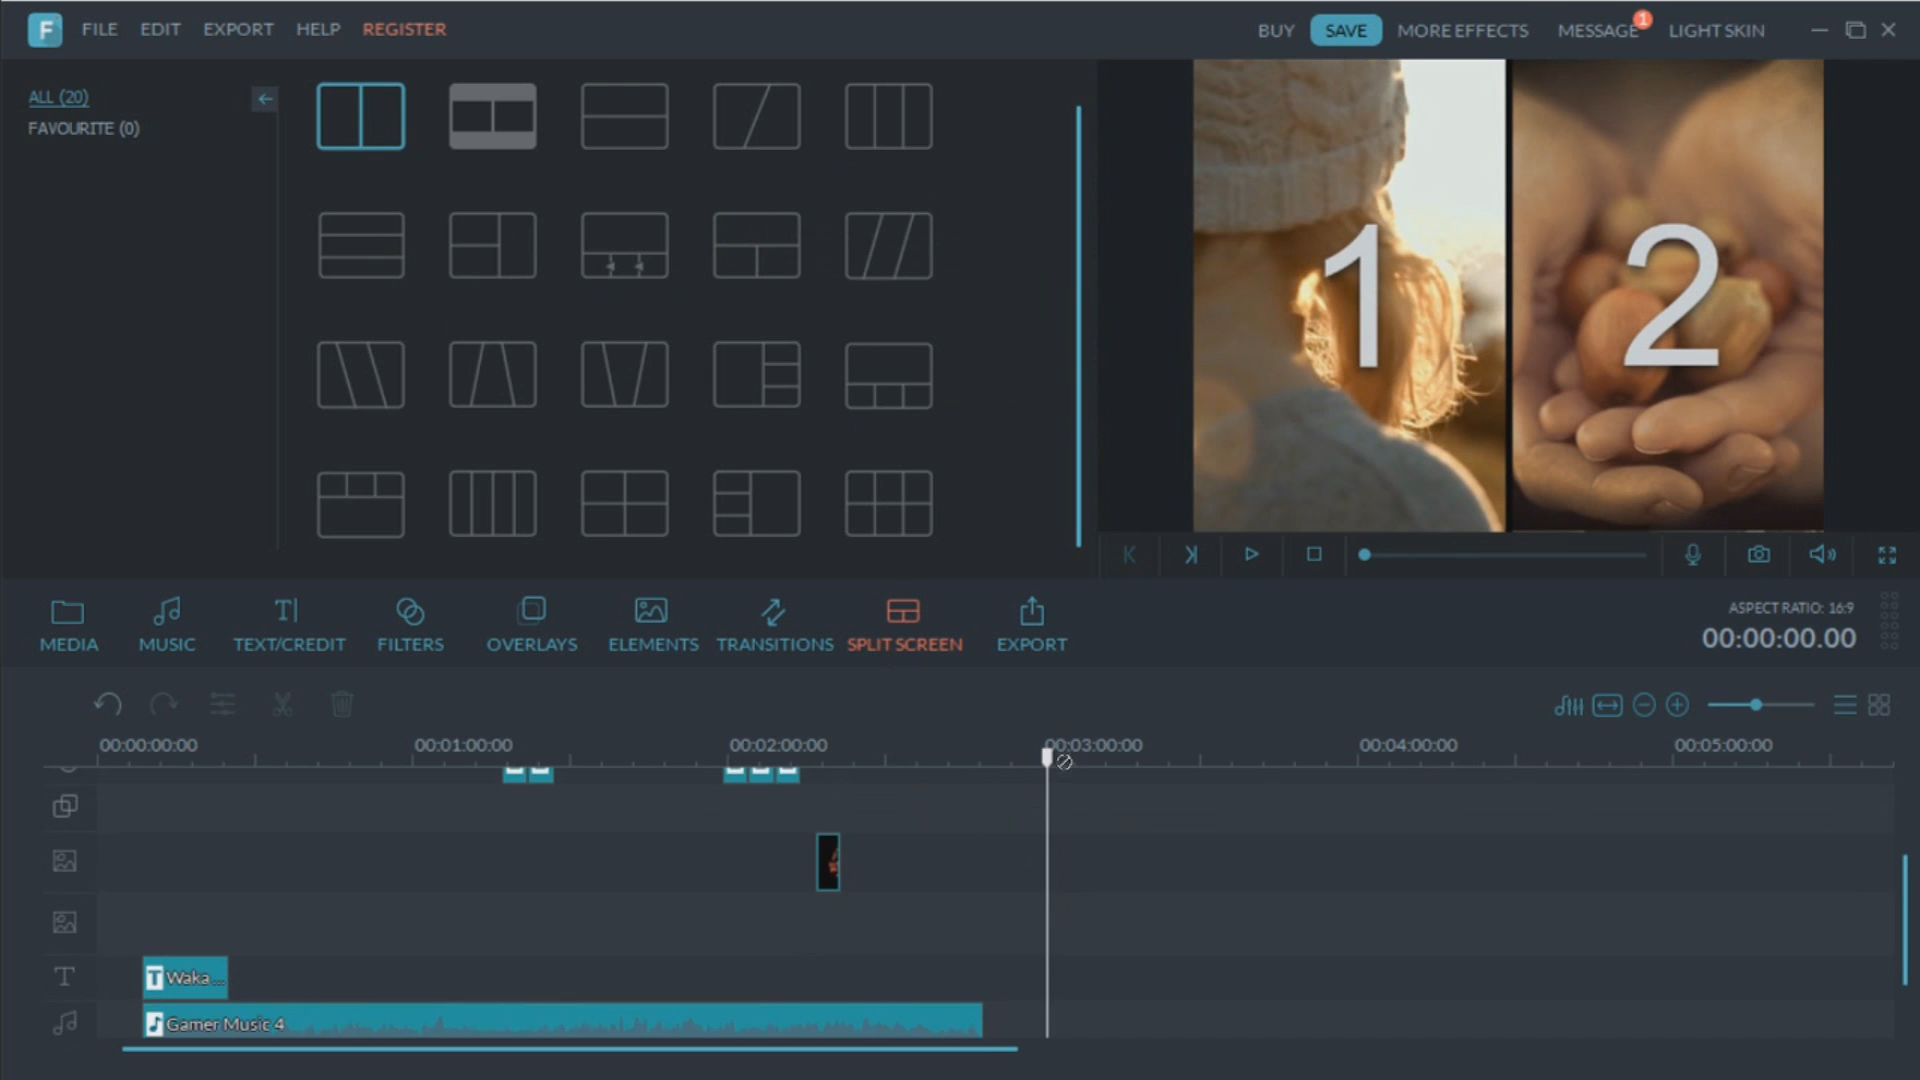 F FILE EDIT EXPORT HELP REGISTER
BUY SAVE MORE EFFECTS MESSAGE 1 LIGHT SKIN
ALL (20)
FAVOURITE (0)
1 2
MEDIA MUSIC TEXT/CREDIT FILTERS OVERLAYS ELEMENTS TRANSITIONS SPLIT SCREEN EXPORT
ASPECT RATIO: 16:9
00:00:00.00
00:00:00:00 00:01:00:00 00:02:00:00 00:03:00:00 00:04:00:00 00:05:00:00
T T Waka ...
Gamer Music 4